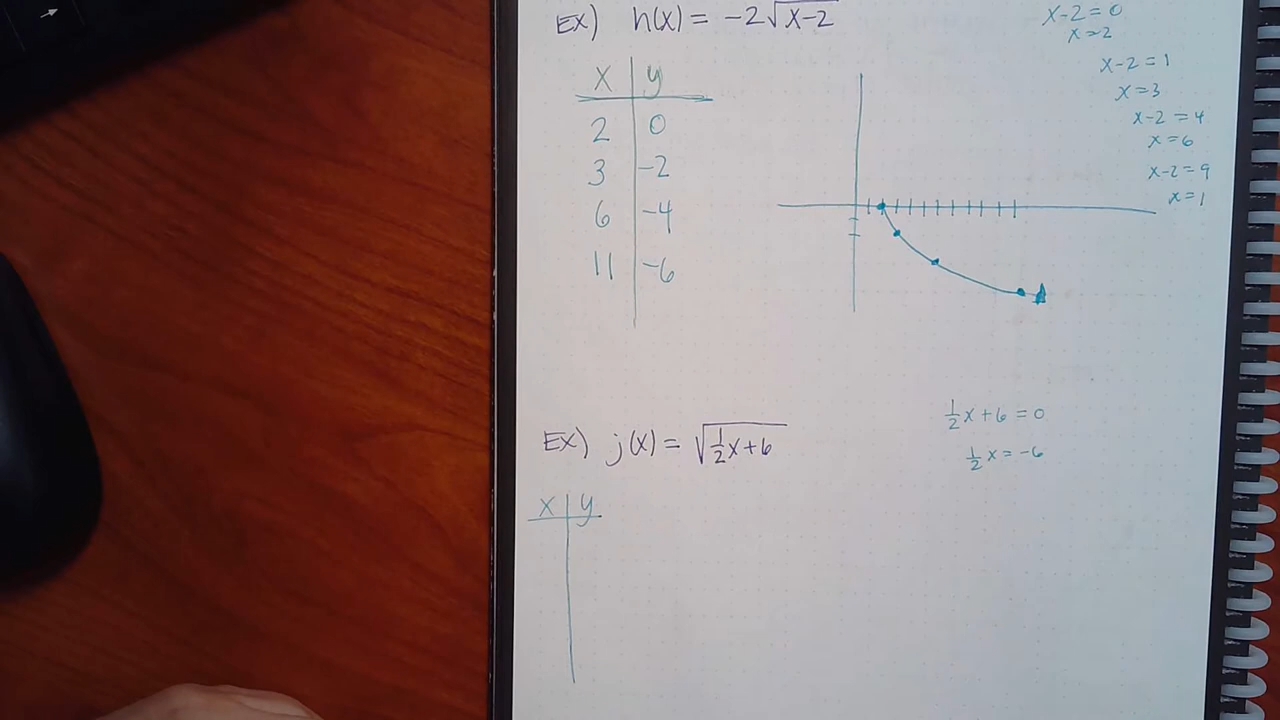 EX) h(x) = -2√(x-2)
x-2=0
x=2
x-2=1
x=3
x-2=4
x=6
x-2=9
x=1
x | y
2 | 0
3 | -2
6 | -4
11 | -6
EX) j(x) = √(½x+6)
½x+6=0
½x=-6
x | y